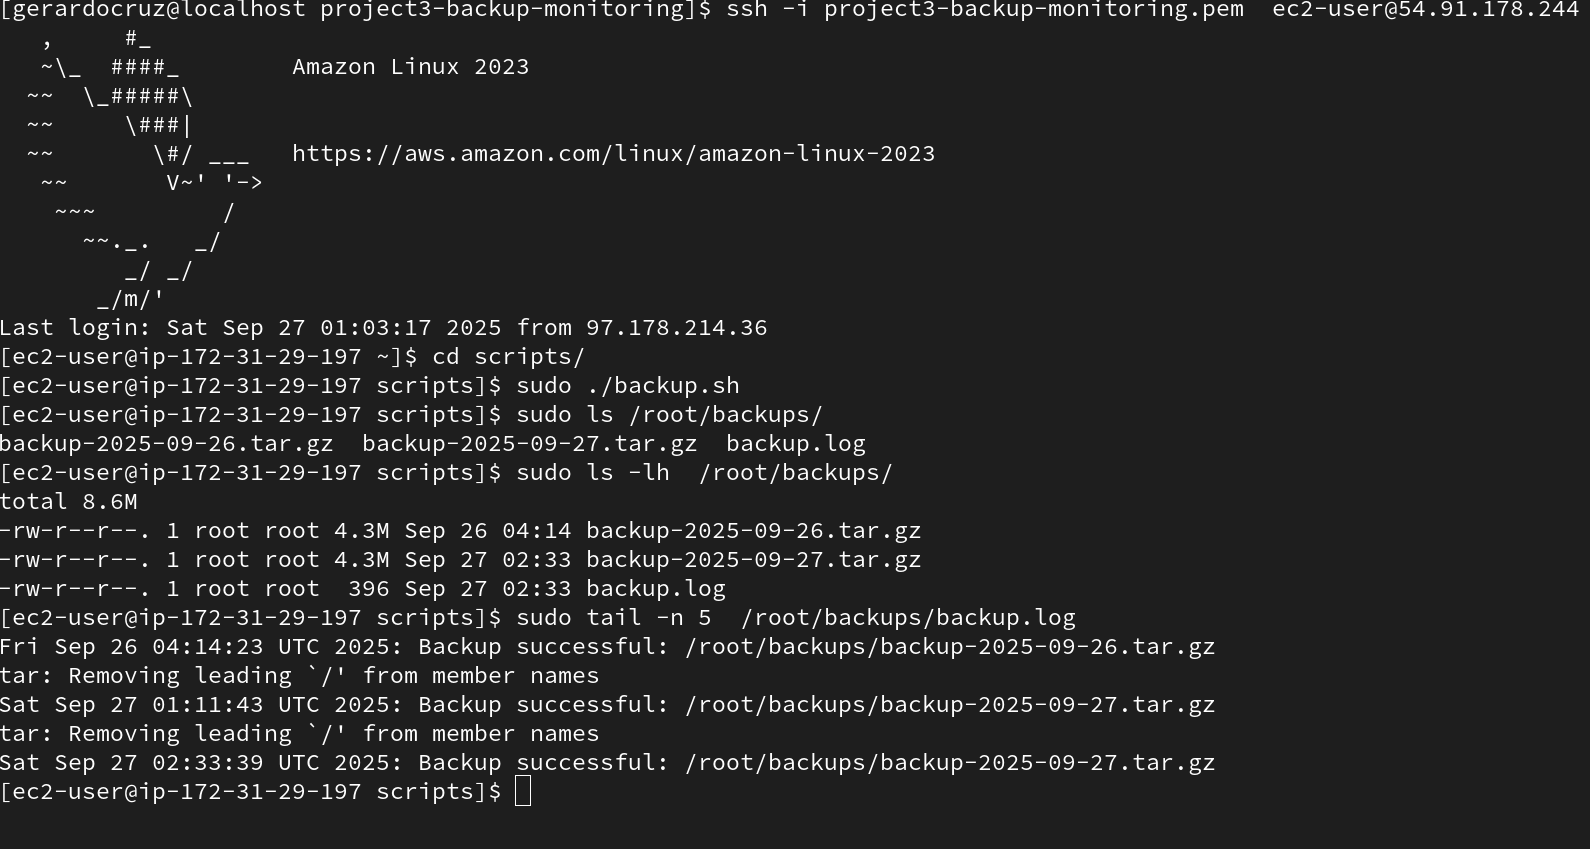 [gerardocruz@localhost project3-backup-monitoring]$ ssh -i project3-backup-monitoring.pem  ec2-user@54.91.178.244
   ,     #_
   ~\_  ####_        Amazon Linux 2023
  ~~  \_#####\
  ~~     \###|
  ~~       \#/ ___   https://aws.amazon.com/linux/amazon-linux-2023
   ~~       V~' '->
    ~~~         /
      ~~._.   _/
         _/ _/
       _/m/'
Last login: Sat Sep 27 01:03:17 2025 from 97.178.214.36
[ec2-user@ip-172-31-29-197 ~]$ cd scripts/
[ec2-user@ip-172-31-29-197 scripts]$ sudo ./backup.sh
[ec2-user@ip-172-31-29-197 scripts]$ sudo ls /root/backups/
backup-2025-09-26.tar.gz  backup-2025-09-27.tar.gz  backup.log
[ec2-user@ip-172-31-29-197 scripts]$ sudo ls -lh  /root/backups/
total 8.6M
-rw-r--r--. 1 root root 4.3M Sep 26 04:14 backup-2025-09-26.tar.gz
-rw-r--r--. 1 root root 4.3M Sep 27 02:33 backup-2025-09-27.tar.gz
-rw-r--r--. 1 root root  396 Sep 27 02:33 backup.log
[ec2-user@ip-172-31-29-197 scripts]$ sudo tail -n 5  /root/backups/backup.log
Fri Sep 26 04:14:23 UTC 2025: Backup successful: /root/backups/backup-2025-09-26.tar.gz
tar: Removing leading `/' from member names
Sat Sep 27 01:11:43 UTC 2025: Backup successful: /root/backups/backup-2025-09-27.tar.gz
tar: Removing leading `/' from member names
Sat Sep 27 02:33:39 UTC 2025: Backup successful: /root/backups/backup-2025-09-27.tar.gz
[ec2-user@ip-172-31-29-197 scripts]$